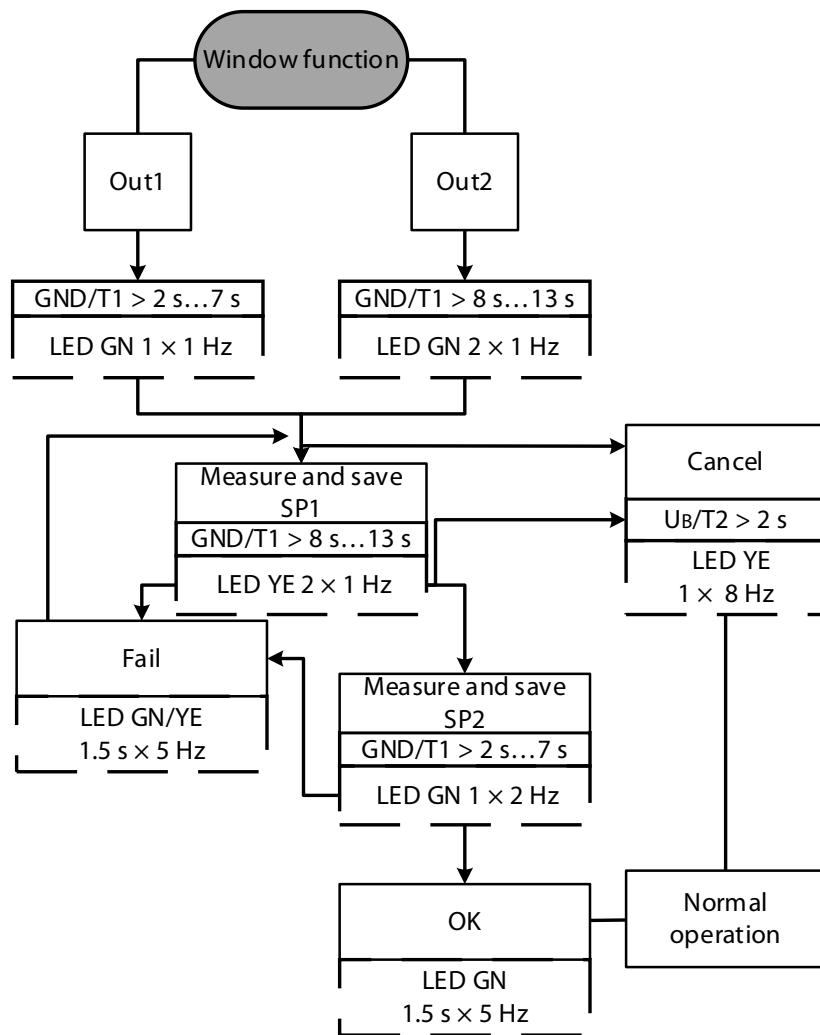 Window function
Out1
Out2
GND/T1 > 2 s…7 s
LED GN 1 × 1 Hz
GND/T1 > 8 s…13 s
LED GN 2 × 1 Hz
Measure and save
SP1
GND/T1 > 8 s…13 s
LED YE 2 × 1 Hz
Cancel
UB/T2 > 2 s
LED YE
1 × 8 Hz
Fail
LED GN/YE
1.5 s × 5 Hz
Measure and save
SP2
GND/T1 > 2 s…7 s
LED GN 1 × 2 Hz
OK
LED GN
1.5 s × 5 Hz
Normal
operation